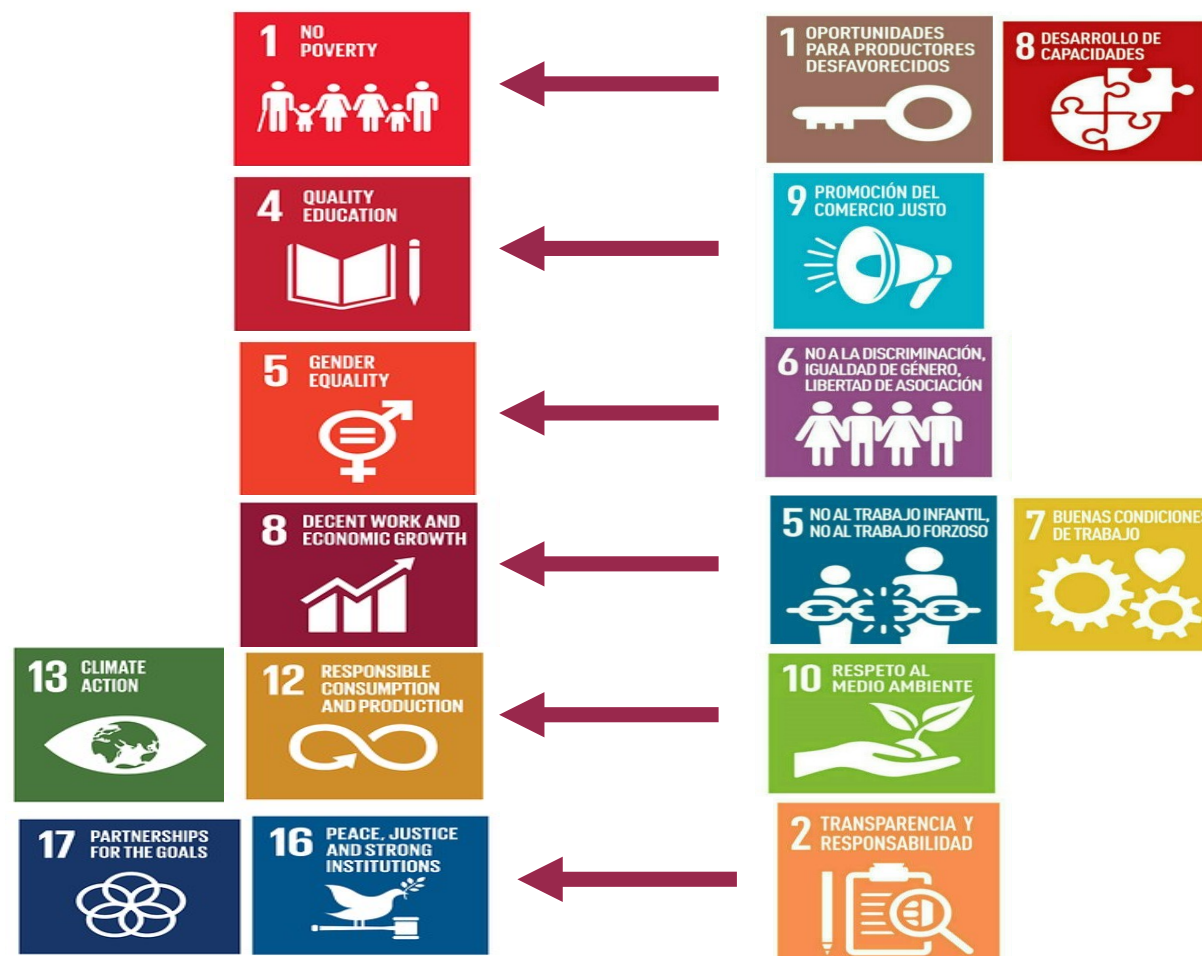 1 NO
POVERTY
1 OPORTUNIDADES
PARA PRODUCTORES
DESFAVORECIDOS
8 DESARROLLO DE
CAPACIDADES
4 QUALITY
EDUCATION
9 PROMOCIÓN DEL
COMERCIO JUSTO
5 GENDER
EQUALITY
6 NO A LA DISCRIMINACIÓN,
IGUALDAD DE GÉNERO,
LIBERTAD DE ASOCIACIÓN
8 DECENT WORK AND
ECONOMIC GROWTH
5 NO AL TRABAJO INFANTIL,
NO AL TRABAJO FORZOSO
7 BUENAS CONDICIONES
DE TRABAJO
13 CLIMATE
ACTION
12 RESPONSIBLE
CONSUMPTION
AND PRODUCTION
10 RESPETO AL
MEDIO AMBIENTE
17 PARTNERSHIPS
FOR THE GOALS
16 PEACE, JUSTICE
AND STRONG
INSTITUTIONS
2 TRANSPARENCIA Y
RESPONSABILIDAD